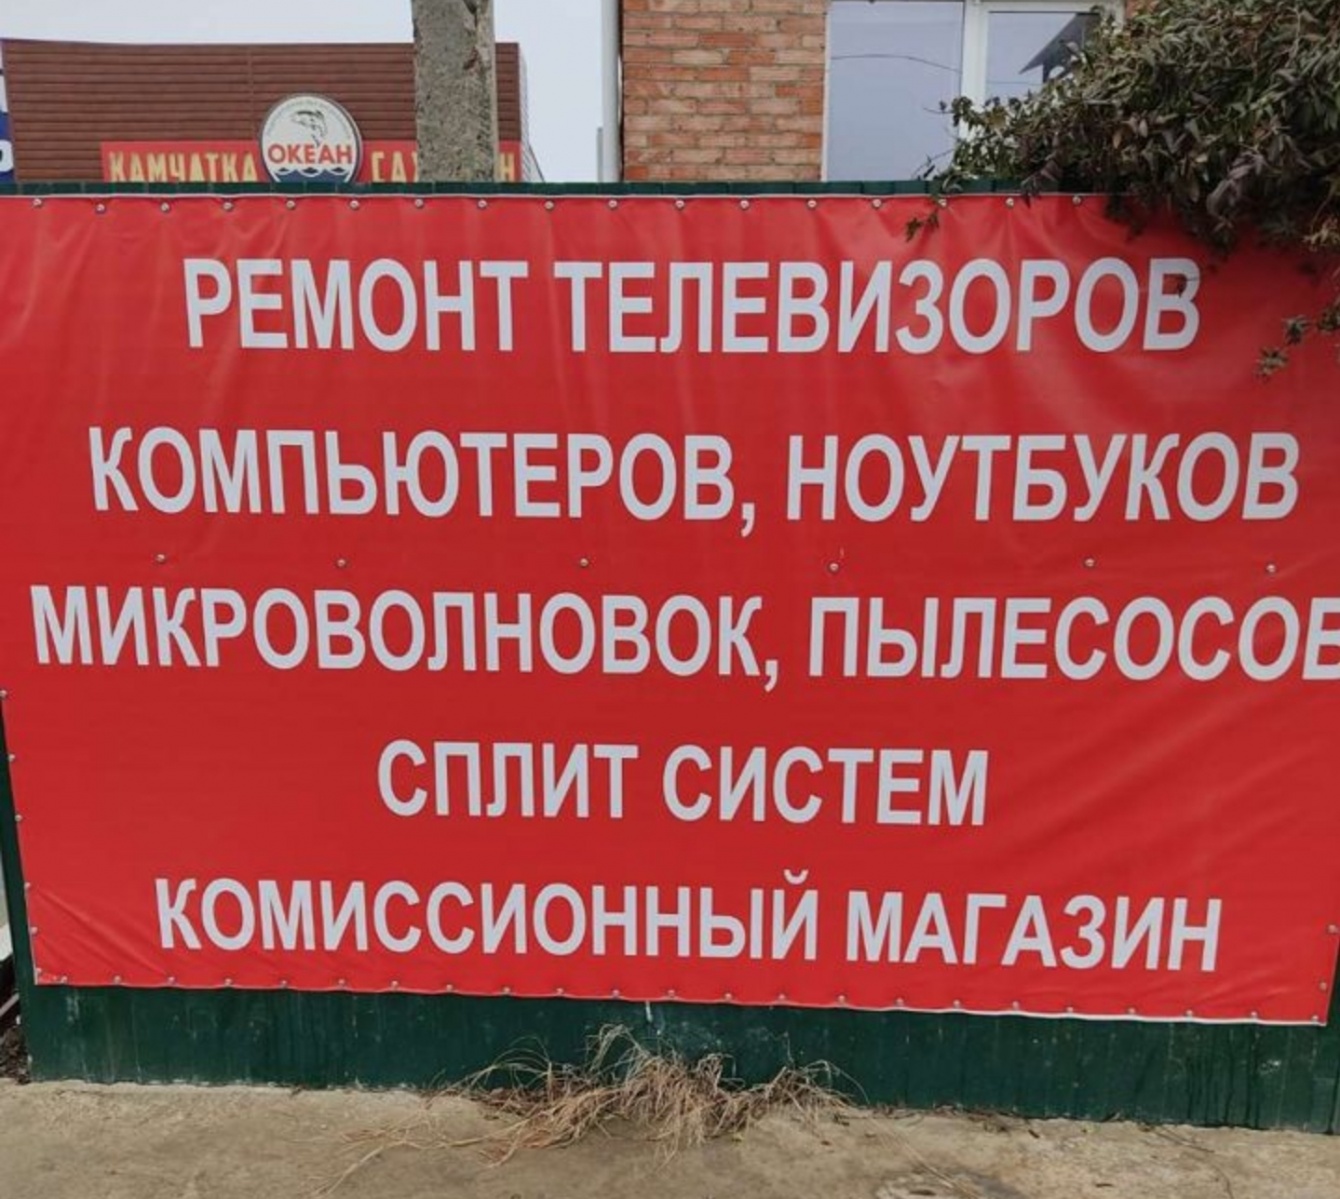 КАМЧАТКА
ОКЕАН
РЕМОНТ ТЕЛЕВИЗОРОВ
КОМПЬЮТЕРОВ, НОУТБУКОВ
МИКРОВОЛНОВОК, ПЫЛЕСОСОВ
СПЛИТ СИСТЕМ
КОМИССИОННЫЙ МАГАЗИН